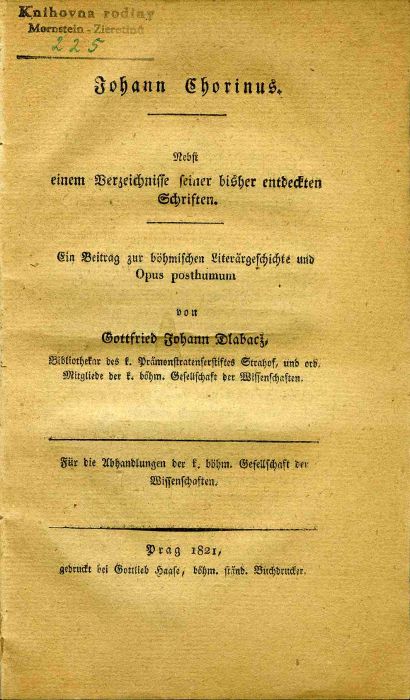 Knihovna rodiny
Mornstein - Zieretinů
225
Johann Chorinus.
Nebst
einem Verzeichnisse seiner bisher entdeckten
Schriften.
Ein Beitrag zur böhmischen Literärgeschichte und
Opus posthumum
von
Gottfried Johann Dlabacž,
Bibliothekar des k. Prämonstratenserstiftes Strahof, und ord.
Mitgliede der k. böhm. Gesellschaft der Wissenschaften.
Für die Abhandlungen der k. böhm. Gesellschaft der
Wissenschaften.
Prag 1821,
gedruckt bei Gottlieb Haase, böhm. ständ. Buchdrucker.